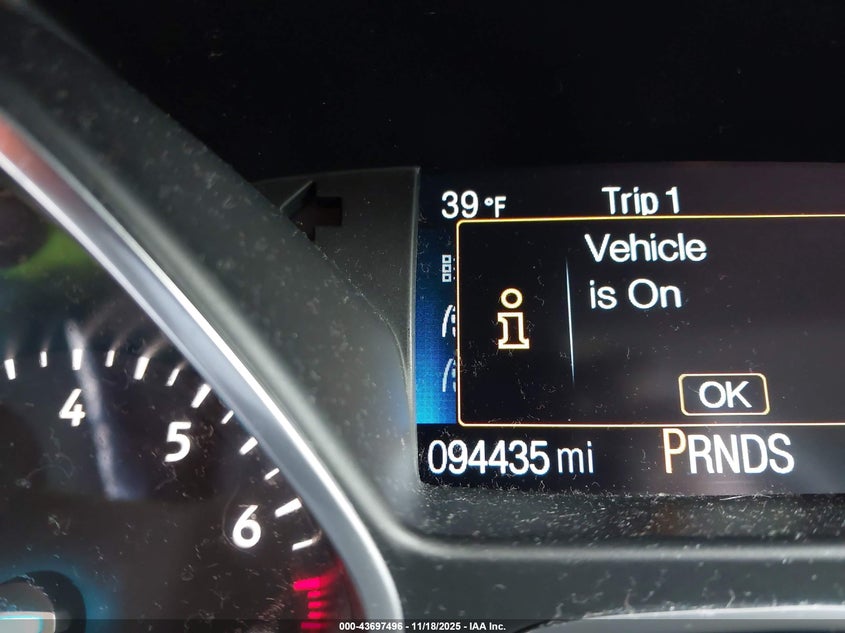 39°F Trip 1
Vehicle
is On
i
OK
094435 mi PRNDS
4
5
6
000-43697496 - 11/18/2025 - IAA Inc.